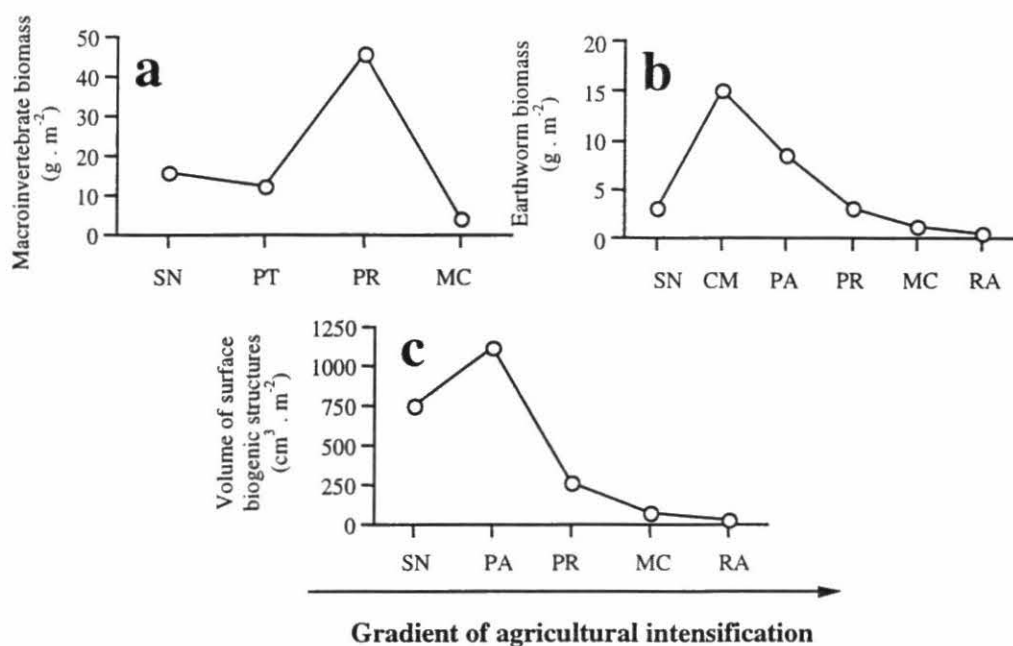 a
Macroinvertebrate biomass
(g . m⁻²)
50
40
30
20
10
0
SN PT PR MC
b
Earthworm biomass
(g . m⁻²)
20
15
10
5
0
SN CM PA PR MC RA
c
Volume of surface
biogenic structures
(cm³ . m⁻²)
1250
1000
750
500
250
0
SN PA PR MC RA
Gradient of agricultural intensification